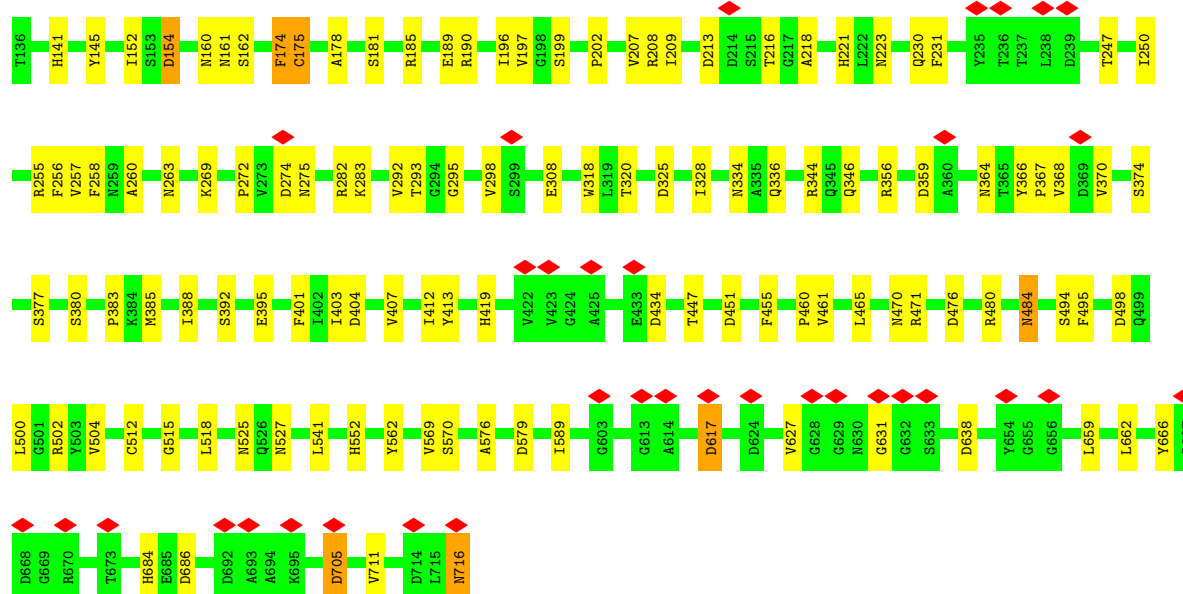 T136 H141 Y145 I152 S153 D154 N160 N161 S162 F174 C175 A178 S181 R185 E189 R190 I196 V197 G198 S199 P202 V207 R208 I209 D213 D214 S215 T216 G217 A218 H221 L222 N223 Q230 F231 Y235 T236 T237 L238 D239 T247 I250
R255 F256 V257 F258 N259 A260 N263 K269 P272 V273 D274 N275 R282 K283 V292 T293 G294 G295 V298 S299 E308 W318 L319 T320 D325 I328 N334 A335 Q336 R344 Q345 Q346 R356 D359 A360 N364 T365 Y366 P367 V368 D369 V370 S374
S377 S380 P383 K384 M385 I388 S392 E395 F401 I402 I403 D404 V407 I412 Y413 H419 V422 V423 G424 A425 E433 D434 T447 D451 F455 P460 V461 L465 N470 R471 D476 R480 N484 S494 F495 D498 Q499
L500 G501 R502 Y503 V504 C512 G515 L518 N525 Q526 N527 L541 H552 Y562 V569 S570 A576 D579 I589 G603 G613 A614 D617 D624 V627 G628 G629 N630 G631 G632 S633 D638 Y654 G655 G656 L659 L662 Y666
D668 G669 R670 T673 H684 E685 D686 D692 A693 A694 K695 D705 V711 D714 L715 N716